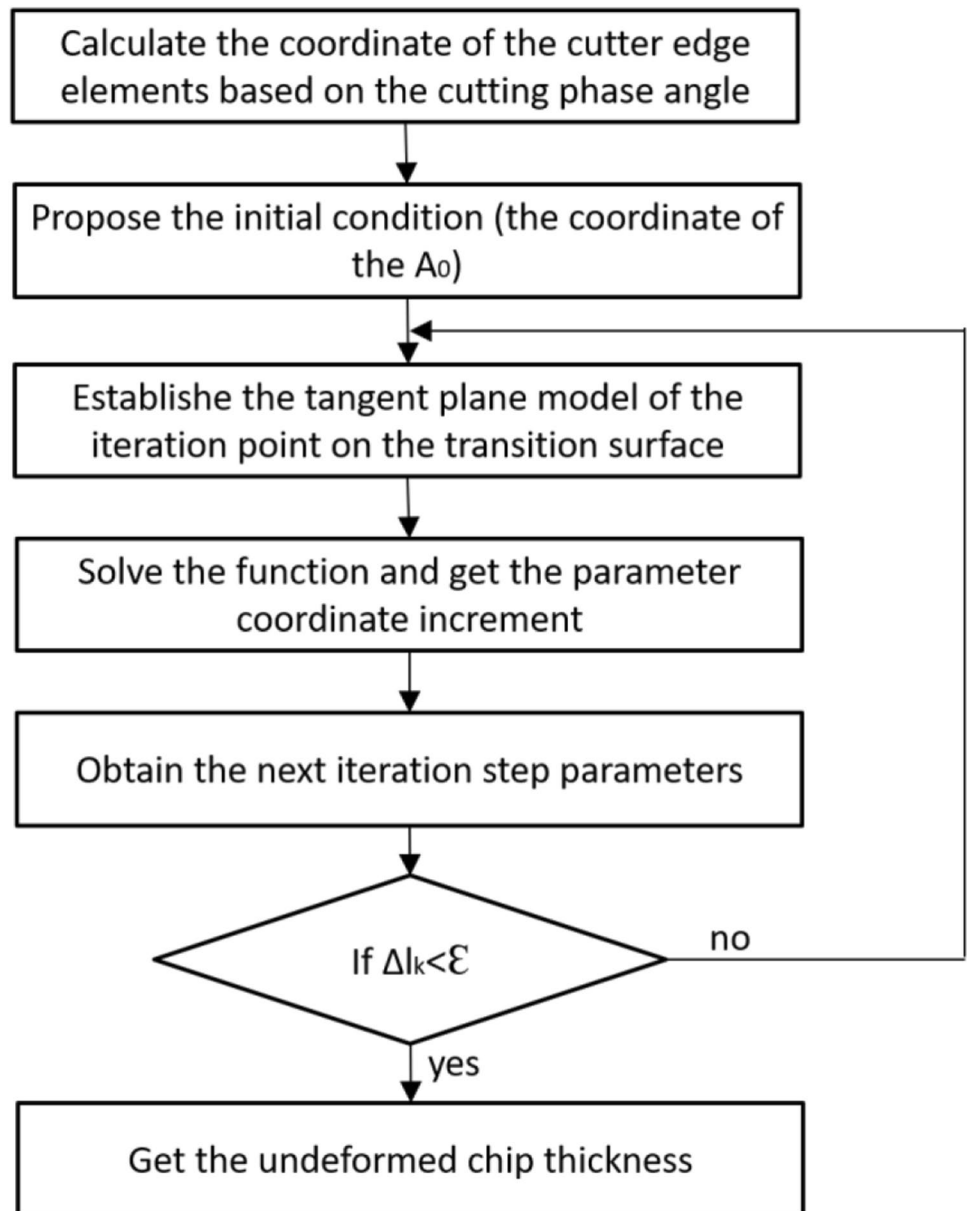 Calculate the coordinate of the cutter edge
elements based on the cutting phase angle
Propose the initial condition (the coordinate of
the A₀)
Establishe the tangent plane model of the
iteration point on the transition surface
Solve the function and get the parameter
coordinate increment
Obtain the next iteration step parameters
If Δlₖ<Ɛ
no
yes
Get the undeformed chip thickness